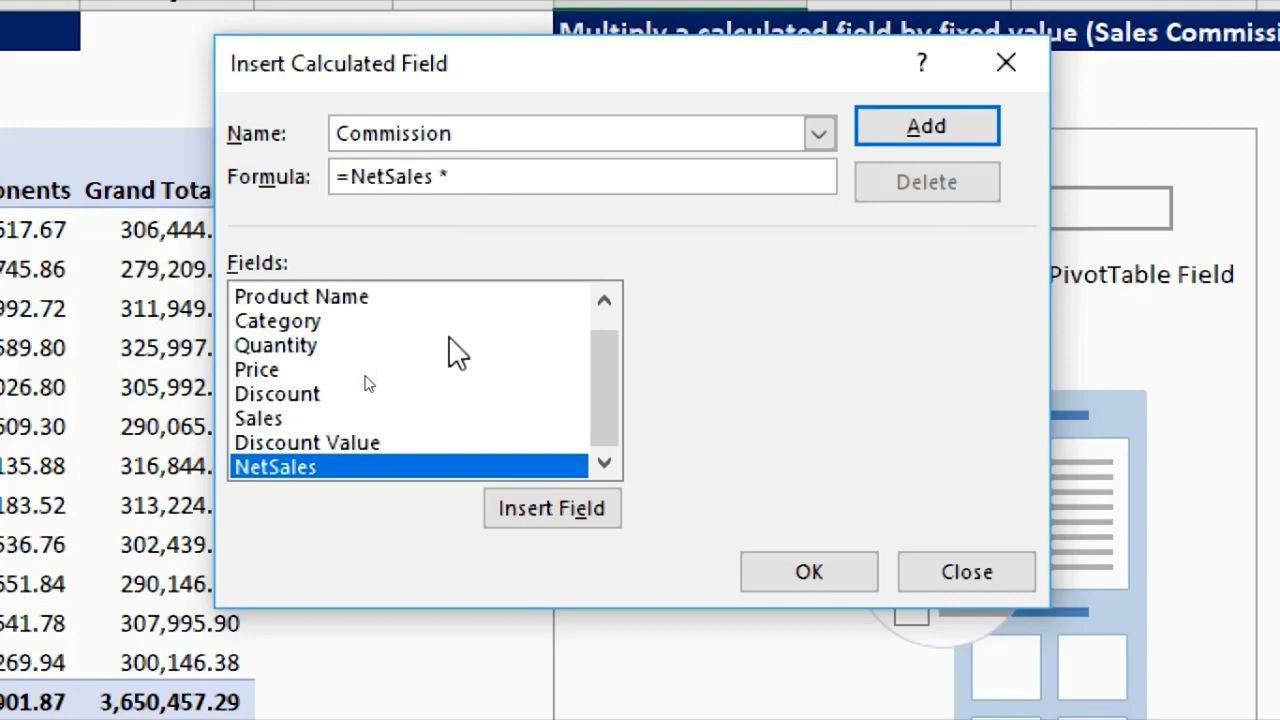 Multiply a calculated field by fixed value (Sales Commissi
Insert Calculated Field
?
Name: Commission
Add
Formula: =NetSales *
Delete
Fields:
Product Name
Category
Quantity
Price
Discount
Sales
Discount Value
NetSales
Insert Field
OK
Close
onents Grand Tota
517.67 306,444.
745.86 279,209.
992.72 311,949.
589.80 325,997.
026.80 305,992.
509.30 290,065.
135.88 316,844.
183.52 313,224.
536.76 302,439.
551.84 290,146.
541.78 307,995.90
269.94 300,146.38
901.87 3,650,457.29
PivotTable Field